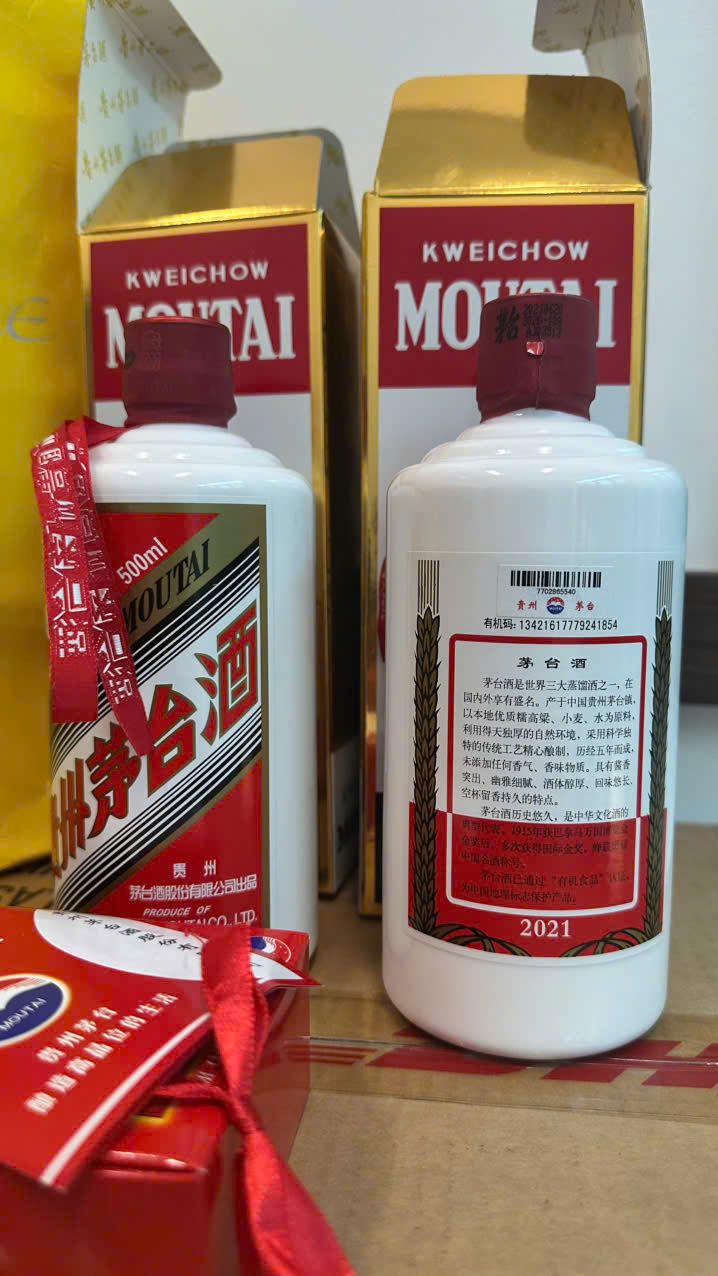 KWEICHOW
MOUTAI
KWEICHOW
MOUTAI
500ml
MOUTAI
州茅台酒
贵州
茅台酒股份有限公司出品
PRODUCE OF
CO., LTD.
7702865540
贵州 茅台
有机码: 13421617779241854
茅台酒
茅台酒是世界三大蒸馏酒之一,在
国内外享有盛名。产于中国贵州茅台镇,
以本地优质糯高粱、小麦、水为原料,
利用得天独厚的自然环境,采用科学独
特的传统工艺精心酿制,历经五年而成,
未添加任何香气、香味物质。具有酱香
突出、幽雅细腻、酒体醇厚、回味悠长、
空杯留香持久的特点。
茅台酒历史悠久,是中华文化酒的
典型代表。1915年获巴拿马万国博览会
金奖后,多次获得国际金奖,蝉联历届
中国名酒称号。
茅台酒已通过“有机食品”认证,
为中国地理标志保护产品。
2021
MOUTAI
贵州茅台
酿造高品位的生活